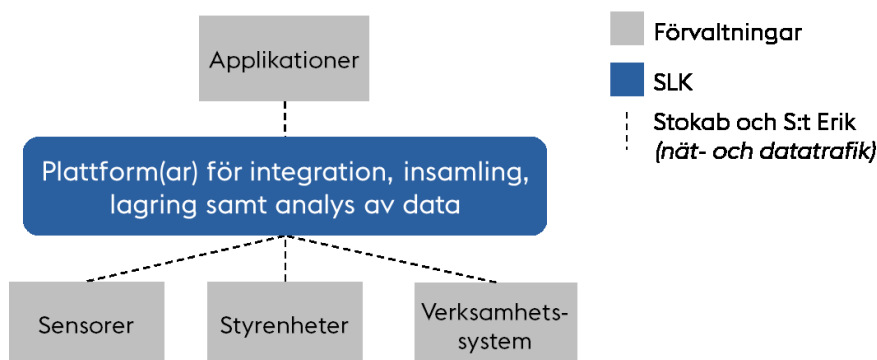 Applikationer
Plattform(ar) för integration, insamling,
lagring samt analys av data
Sensorer
Styrenheter
Verksamhets-
system
Förvaltningar
SLK
Stokab och S:t Erik
(nät- och datatrafik)